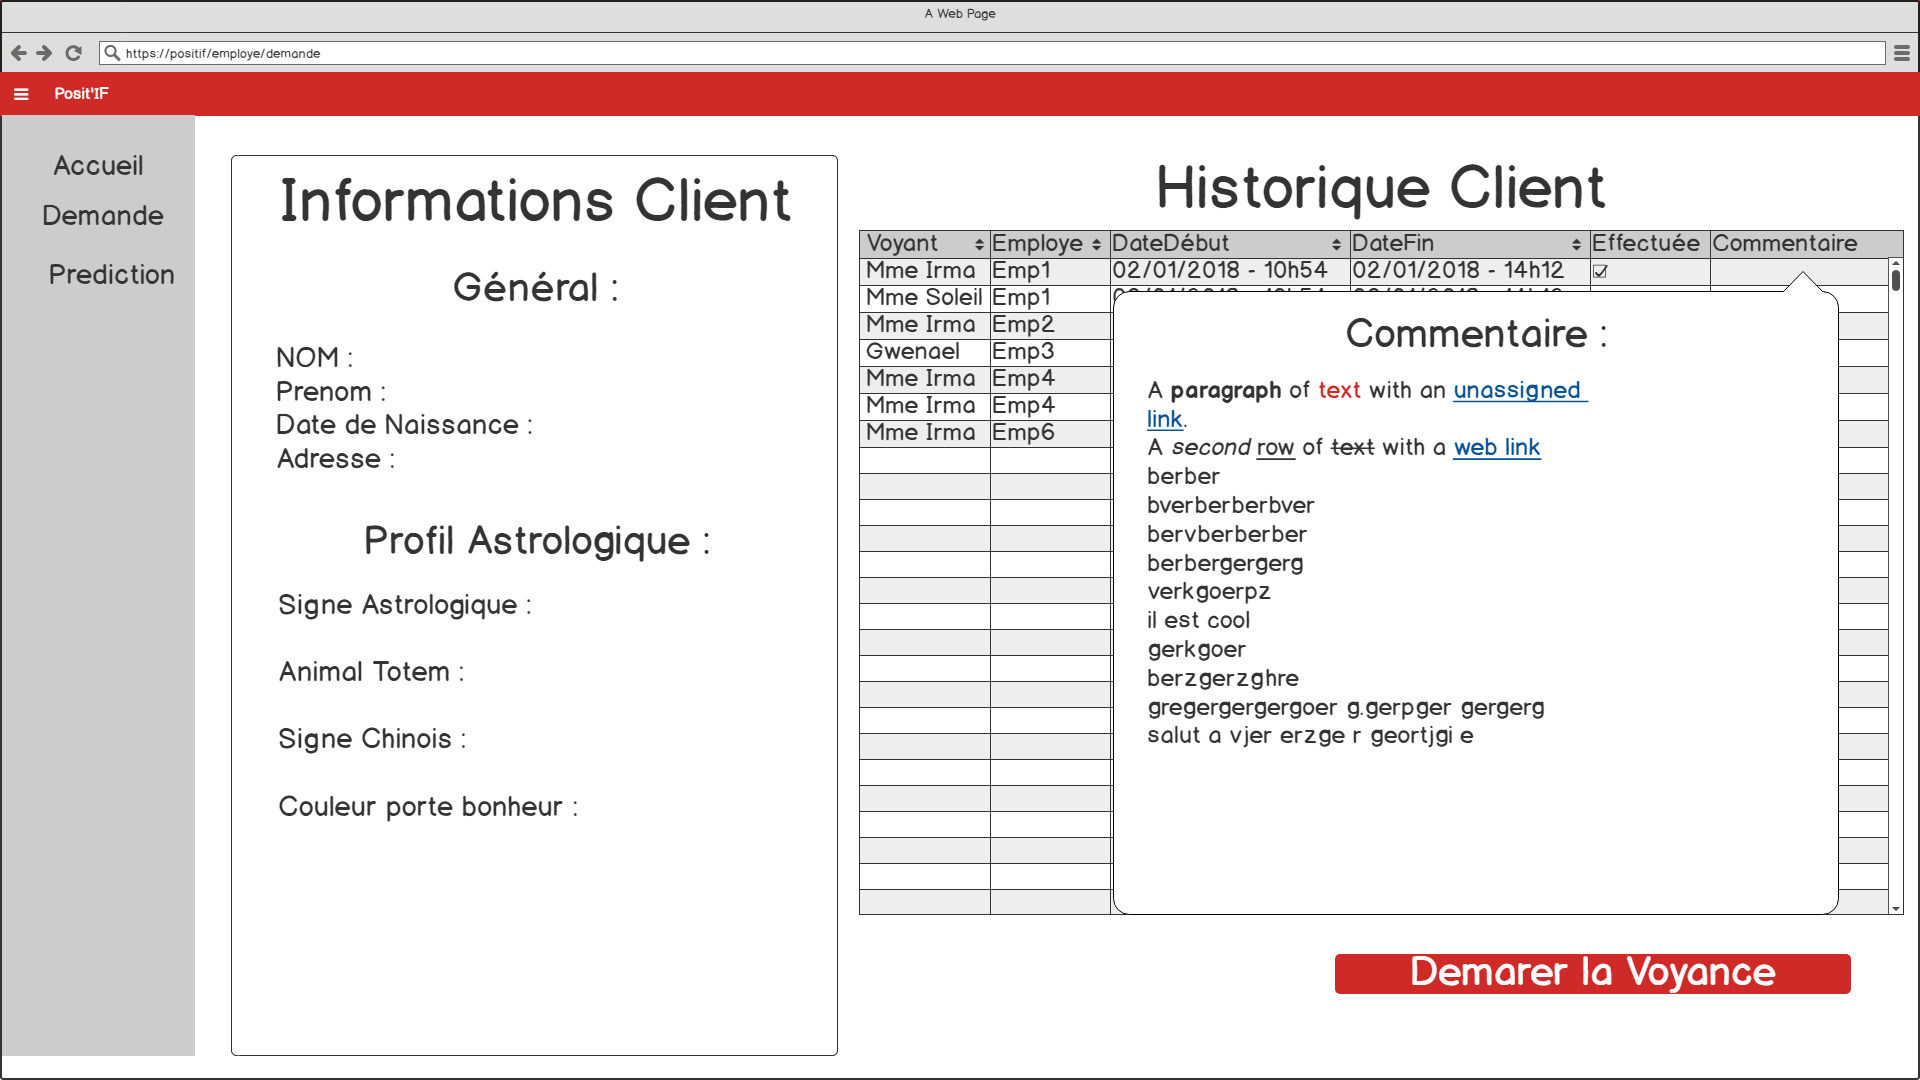 A Web Page
https://positif/employe/demande
Posit'IF
Accueil
Demande
Prediction
Informations Client
Général :
NOM :
Prenom :
Date de Naissance :
Adresse :
Profil Astrologique :
Signe Astrologique :
Animal Totem :
Signe Chinois :
Couleur porte bonheur :
Historique Client
Voyant Employe DateDébut DateFin Effectuée Commentaire
Mme Irma Emp1 02/01/2018 - 10h54 02/01/2018 - 14h12
Mme Soleil Emp1
Mme Irma Emp2
Gwenael Emp3
Mme Irma Emp4
Mme Irma Emp4
Mme Irma Emp6
Commentaire :
A paragraph of text with an unassigned
link.
A second row of text with a web link
berber
bverberberbver
bervberberber
berbergergerg
verkgoerpz
il est cool
gerkgoer
berzgerzghre
gregergergergoer g.gerpger gergerg
salut a vjer erzge r geortjgi e
Demarer la Voyance